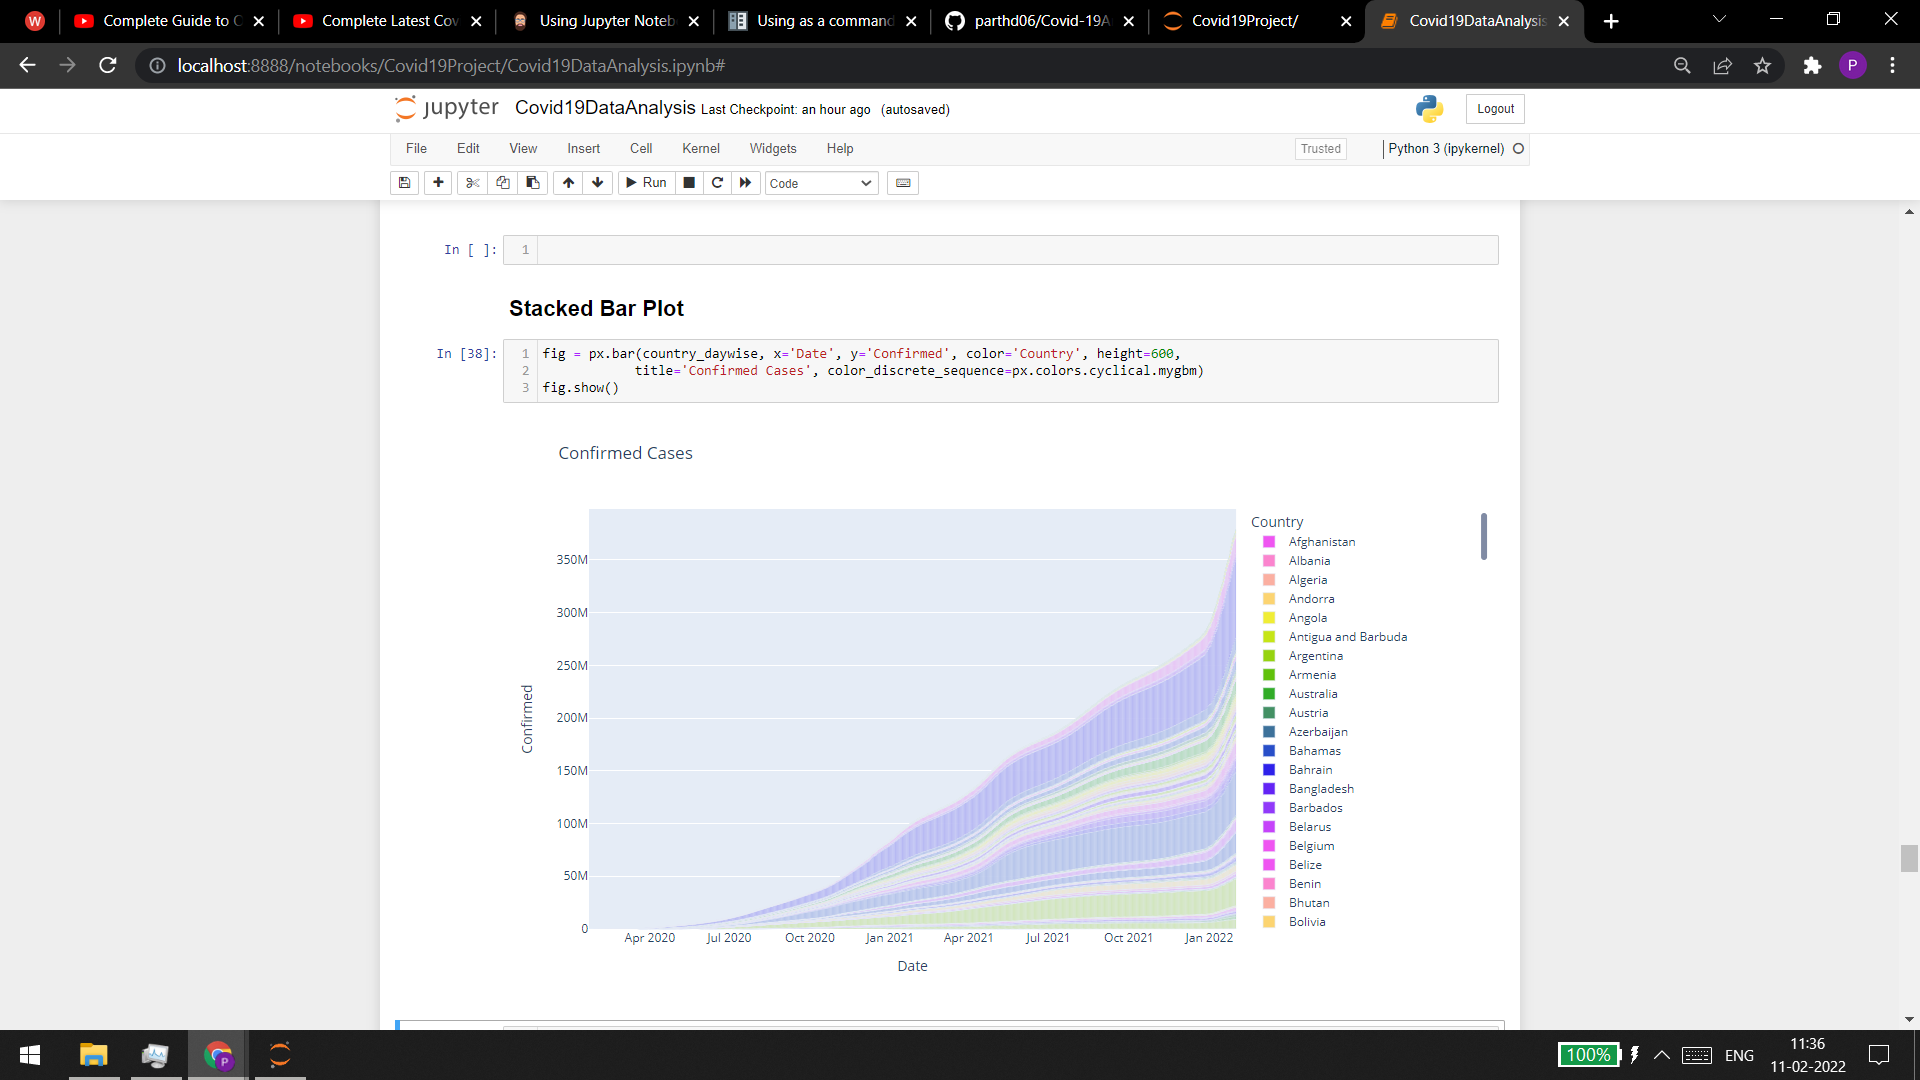 W
Complete Guide to C
Complete Latest Cov
Using Jupyter Noteb
Using as a command
parthd06/Covid-19A
Covid19Project/
Covid19DataAnalysis
localhost:8888/notebooks/Covid19Project/Covid19DataAnalysis.ipynb#
P
jupyter Covid19DataAnalysis Last Checkpoint: an hour ago (autosaved)
Logout
File Edit View Insert Cell Kernel Widgets Help
Trusted
Python 3 (ipykernel)
Run
Code
In [ ]:
1
Stacked Bar Plot
In [38]:
1 fig = px.bar(country_daywise, x='Date', y='Confirmed', color='Country', height=600,
2 title='Confirmed Cases', color_discrete_sequence=px.colors.cyclical.mygbm)
3 fig.show()
Confirmed Cases
350M
300M
250M
200M
150M
100M
50M
0
Confirmed
Apr 2020 Jul 2020 Oct 2020 Jan 2021 Apr 2021 Jul 2021 Oct 2021 Jan 2022
Date
Country
Afghanistan
Albania
Algeria
Andorra
Angola
Antigua and Barbuda
Argentina
Armenia
Australia
Austria
Azerbaijan
Bahamas
Bahrain
Bangladesh
Barbados
Belarus
Belgium
Belize
Benin
Bhutan
Bolivia
P
100%
ENG
11:36
11-02-2022